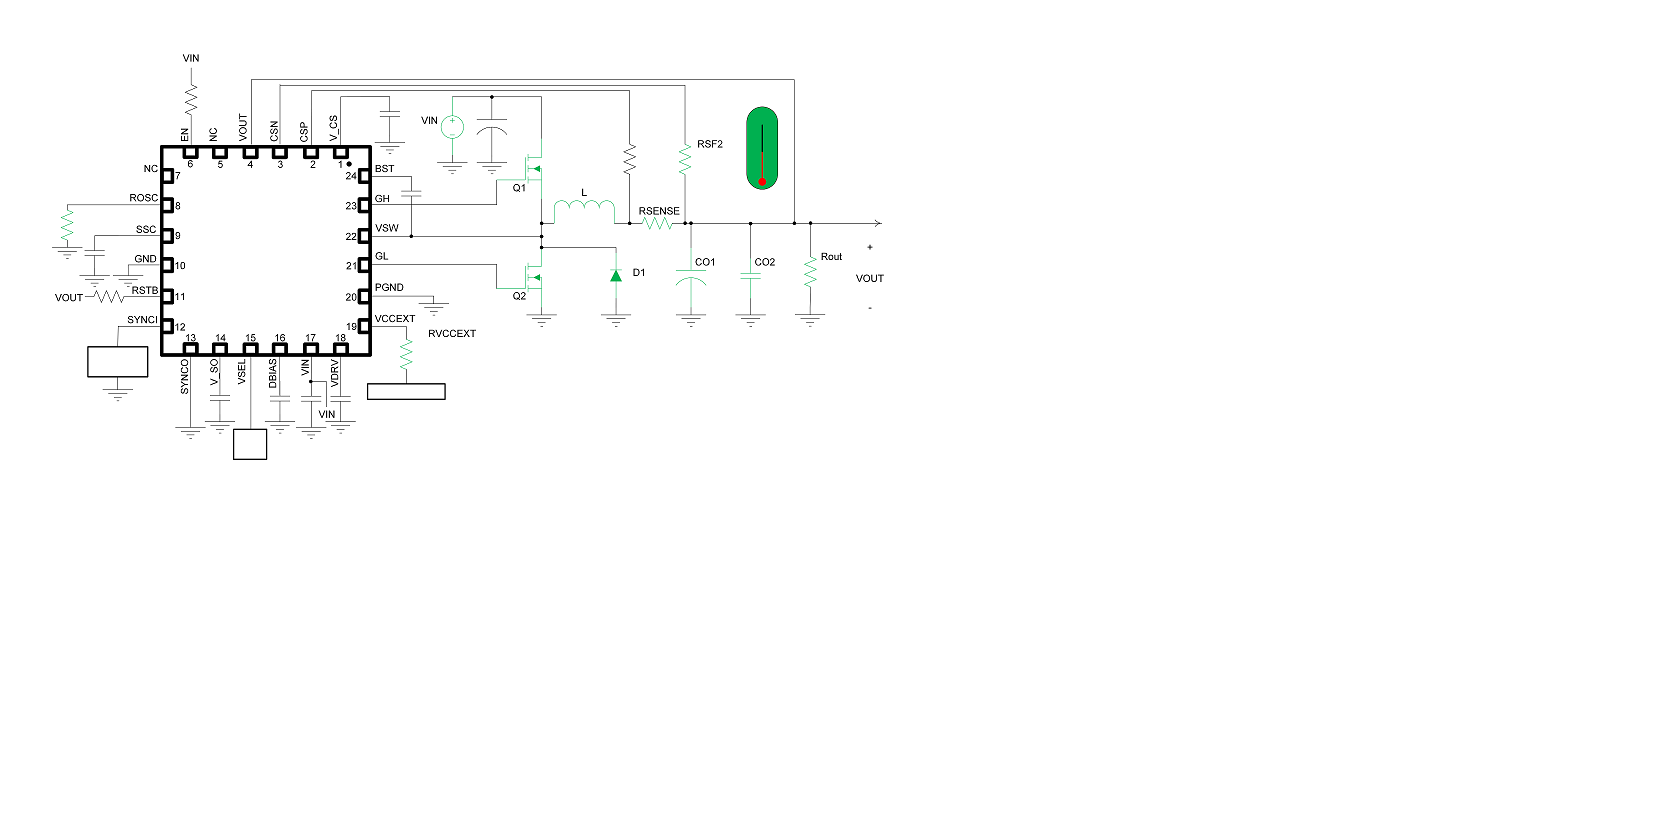 VIN
EN
NC
VOUT
CSN
CSP
V_CS
6
5
4
3
2
1
VIN
+
-
Q1
L
RSENSE
RSF2
NC
7
ROSC
8
SSC
9
GND
10
VOUT
RSTB
11
SYNCI
12
BST
24
GH
23
VSW
22
GL
21
PGND
20
VCCEXT
19
RVCCEXT
Q2
D1
CO1
CO2
Rout
+
VOUT
-
13
14
15
16
17
18
SYNCO
V_SO
VSEL
DBIAS
VIN
VDRV
VIN